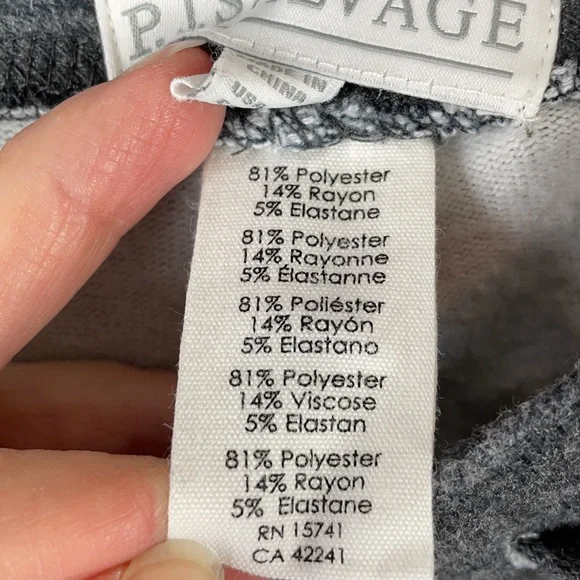 P.J. SALVAGE
MADE IN
CHINA
81% Polyester
14% Rayon
5% Elastane
81% Polyester
14% Rayonne
5% Élastanne
81% Poliéster
14% Rayón
5% Elastano
81% Polyester
14% Viscose
5% Elastan
81% Polyester
14% Rayon
5% Elastane
RN 15741
CA 42241